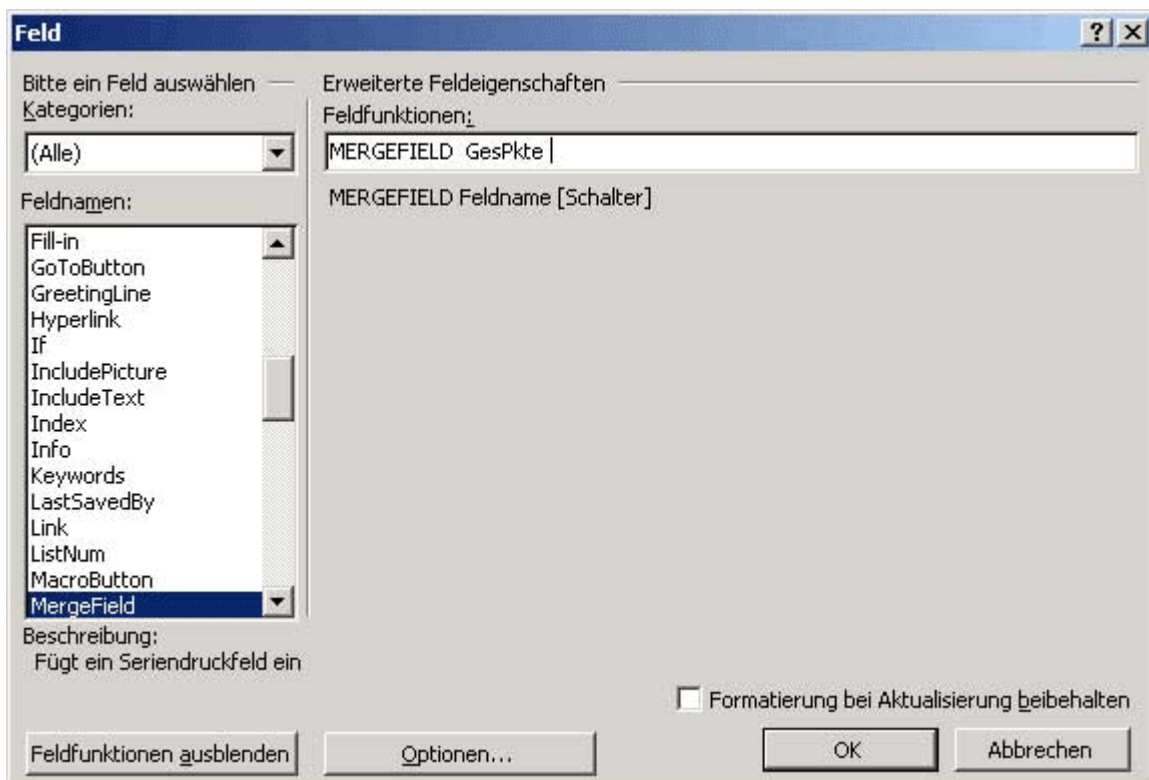 Feld
Bitte ein Feld auswählen
Kategorien:
(Alle)
Feldnamen:
Fill-in
GoToButton
GreetingLine
Hyperlink
If
IncludePicture
IncludeText
Index
Info
Keywords
LastSavedBy
Link
ListNum
MacroButton
MergeField
Beschreibung:
Fügt ein Seriendruckfeld ein
Erweiterte Feldeigenschaften
Feldfunktionen:
MERGEFIELD GesPkte
MERGEFIELD Feldname [Schalter]
Formatierung bei Aktualisierung beibehalten
Feldfunktionen ausblenden
Optionen...
OK
Abbrechen